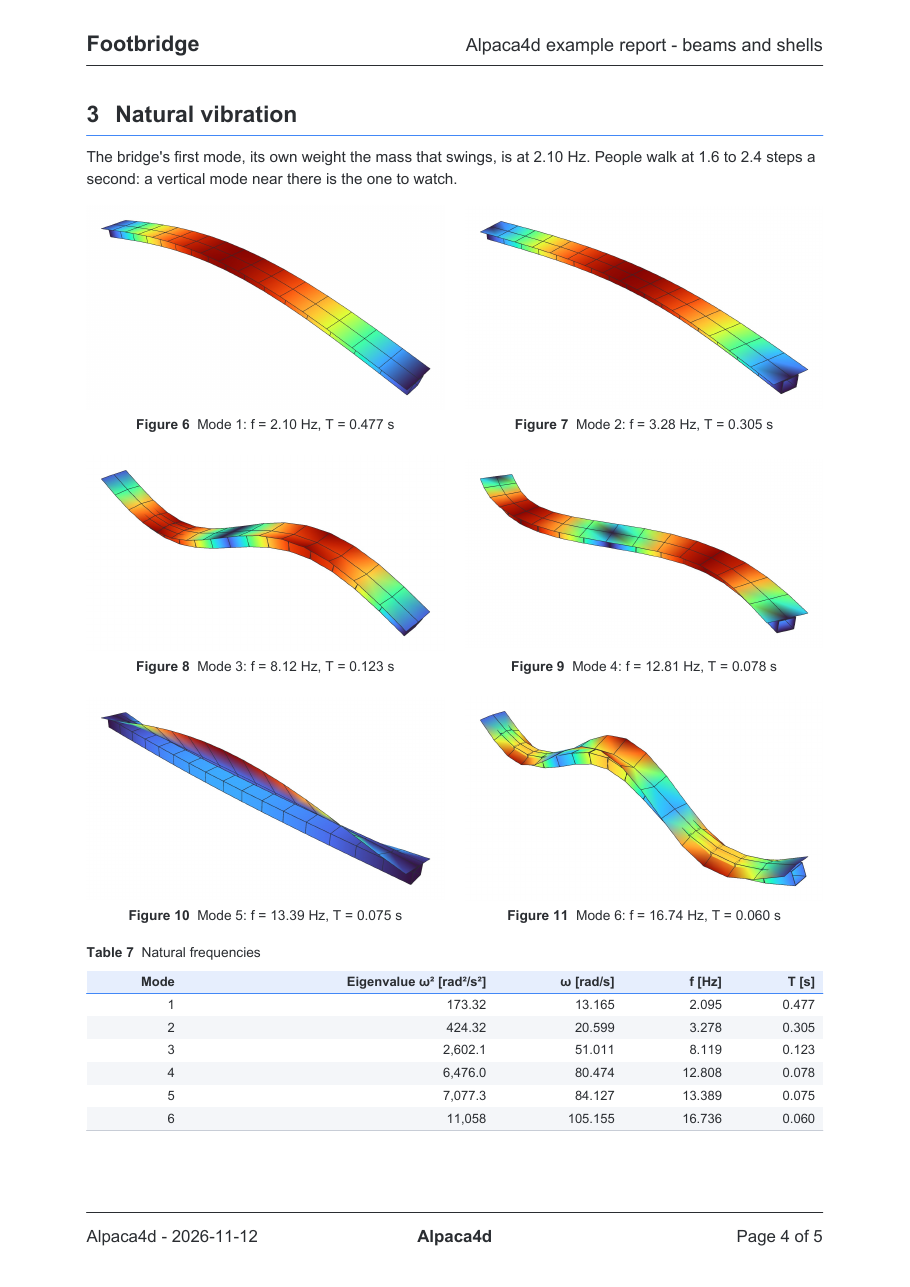 Footbridge
Alpaca4d example report - beams and shells
3 Natural vibration
The bridge's first mode, its own weight the mass that swings, is at 2.10 Hz. People walk at 1.6 to 2.4 steps a
second: a vertical mode near there is the one to watch.
Figure 6 Mode 1: f = 2.10 Hz, T = 0.477 s
Figure 7 Mode 2: f = 3.28 Hz, T = 0.305 s
Figure 8 Mode 3: f = 8.12 Hz, T = 0.123 s
Figure 9 Mode 4: f = 12.81 Hz, T = 0.078 s
Figure 10 Mode 5: f = 13.39 Hz, T = 0.075 s
Figure 11 Mode 6: f = 16.74 Hz, T = 0.060 s
Table 7 Natural frequencies
Mode Eigenvalue ω² [rad²/s²] ω [rad/s] f [Hz] T [s]
1 173.32 13.165 2.095 0.477
2 424.32 20.599 3.278 0.305
3 2,602.1 51.011 8.119 0.123
4 6,476.0 80.474 12.808 0.078
5 7,077.3 84.127 13.389 0.075
6 11,058 105.155 16.736 0.060
Alpaca4d - 2026-11-12
Alpaca4d
Page 4 of 5